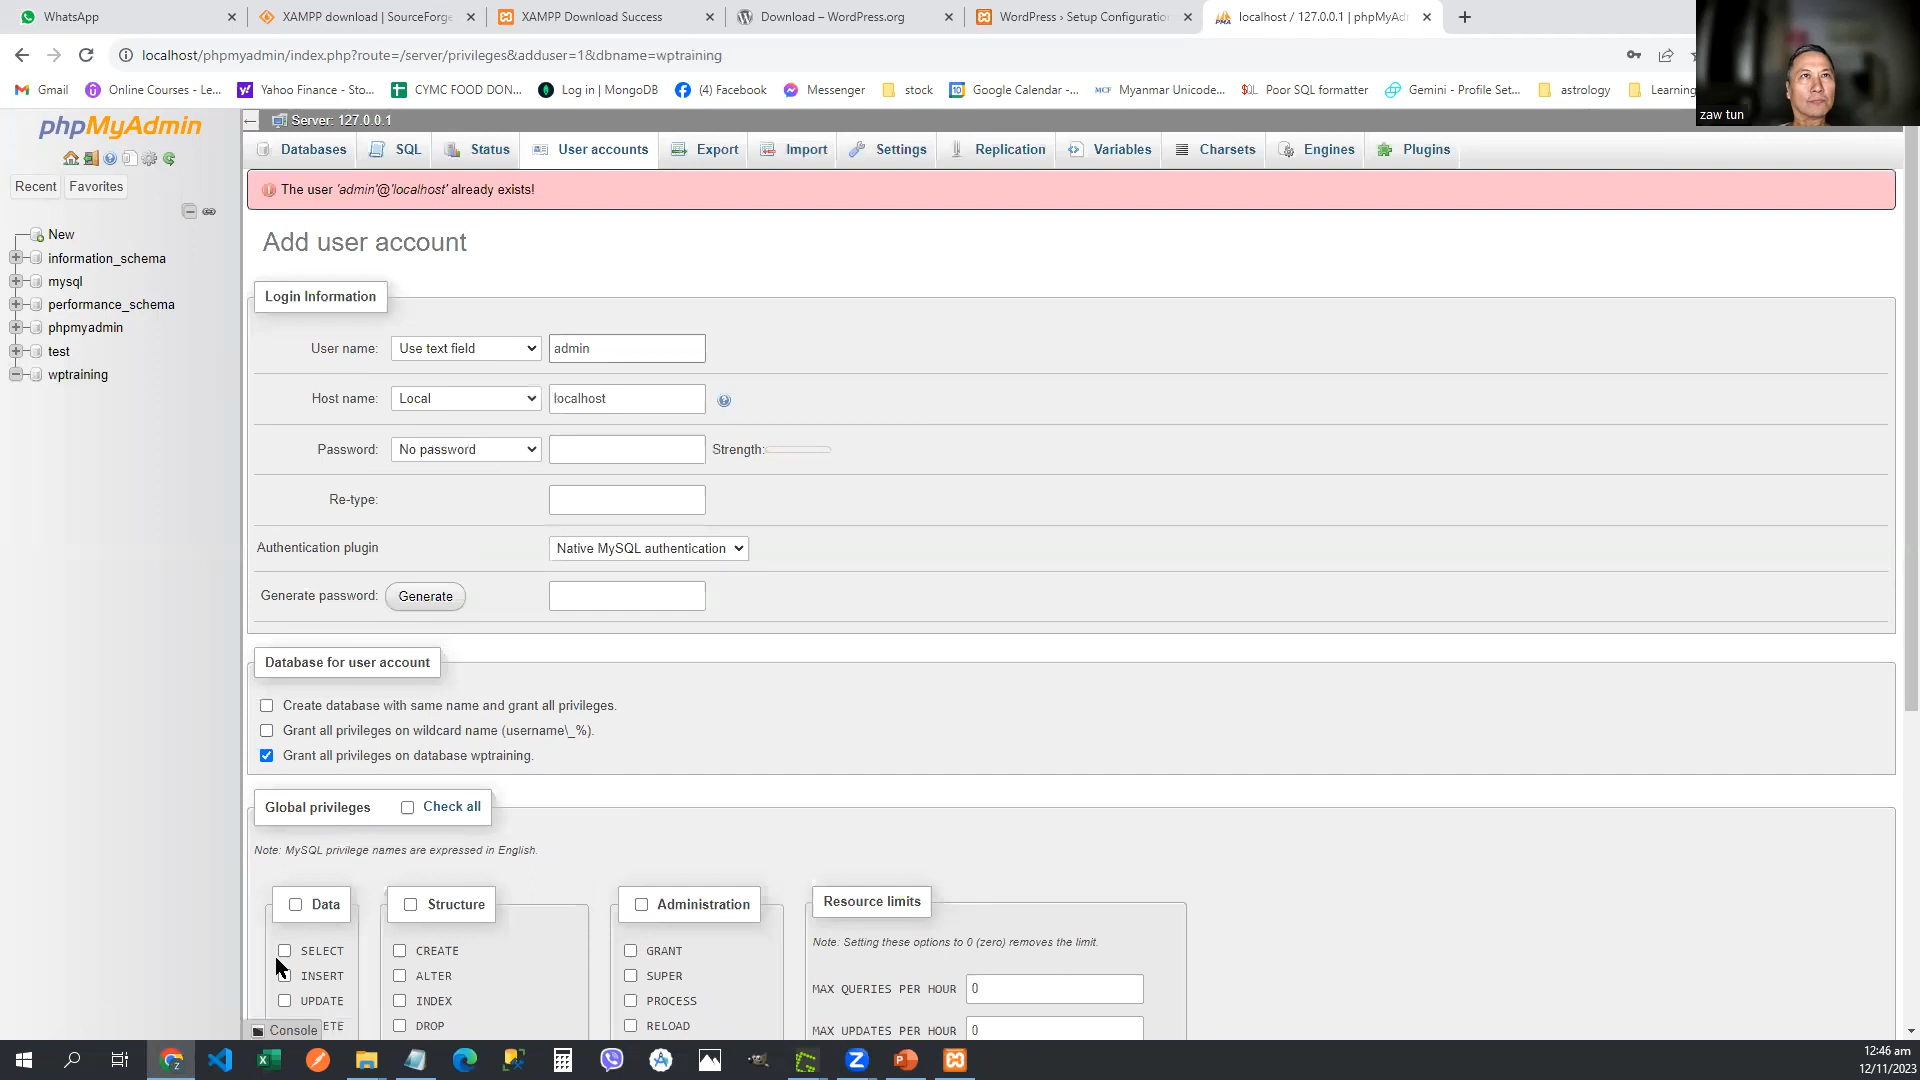 WhatsApp
XAMPP download | SourceForge
XAMPP Download Success
Download – WordPress.org
WordPress › Setup Configuration
localhost / 127.0.0.1 | phpMyAd
localhost/phpmyadmin/index.php?route=/server/privileges&adduser=1&dbname=wptraining
Gmail
Online Courses - Le...
Yahoo Finance - Sto...
CYMC FOOD DON...
Log in | MongoDB
(4) Facebook
Messenger
stock
Google Calendar -...
Myanmar Unicode...
Poor SQL formatter
Gemini - Profile Set...
astrology
Learning
zaw tun
phpMyAdmin
Recent
Favorites
New
information_schema
mysql
performance_schema
phpmyadmin
test
wptraining
Server: 127.0.0.1
Databases
SQL
Status
User accounts
Export
Import
Settings
Replication
Variables
Charsets
Engines
Plugins
The user 'admin'@'localhost' already exists!
Add user account
Login Information
User name: Use text field admin
Host name: Local localhost
Password: No password Strength:
Re-type:
Authentication plugin Native MySQL authentication
Generate password: Generate
Database for user account
Create database with same name and grant all privileges.
Grant all privileges on wildcard name (username\_%).
Grant all privileges on database wptraining.
Global privileges Check all
Note: MySQL privilege names are expressed in English.
Data
SELECT
INSERT
UPDATE
ETE
Structure
CREATE
ALTER
INDEX
DROP
Administration
GRANT
SUPER
PROCESS
RELOAD
Resource limits
Note: Setting these options to 0 (zero) removes the limit.
MAX QUERIES PER HOUR 0
MAX UPDATES PER HOUR 0
Console
12:46 am
12/11/2023